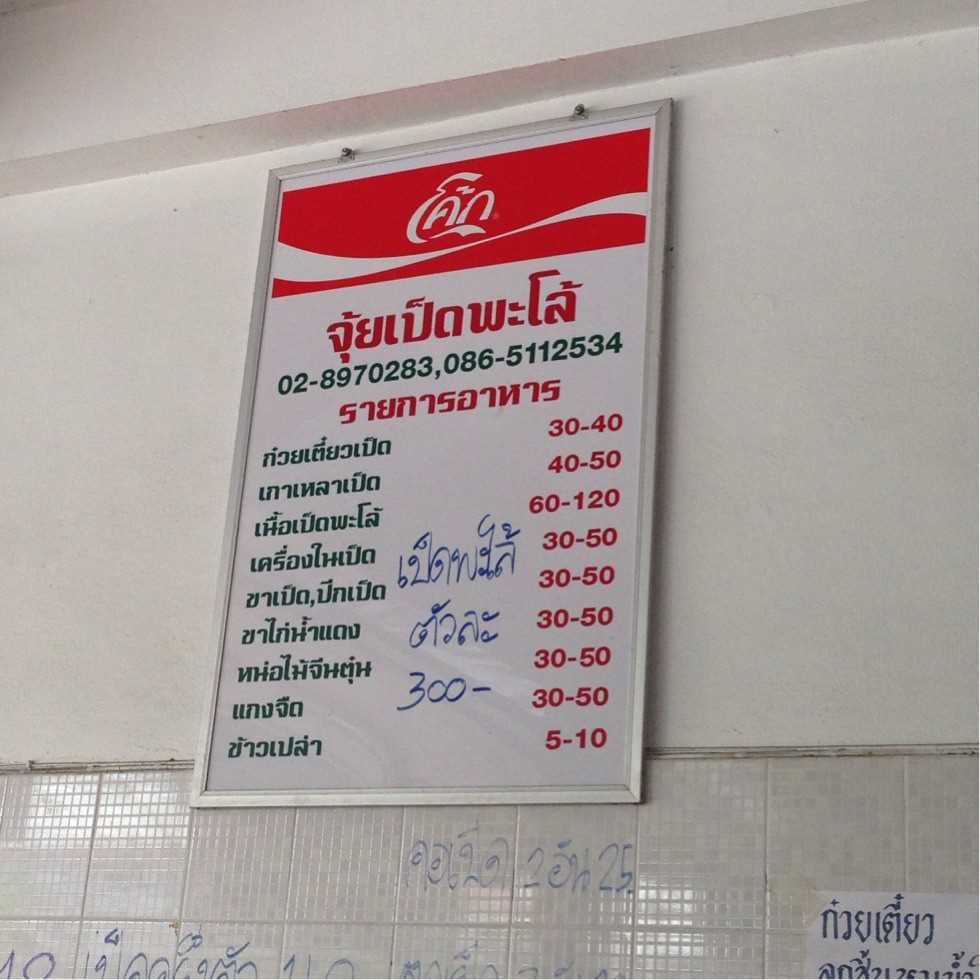 โค้ก
จุ้ยเป็ดพะโล้
02-8970283,086-5112534
รายการอาหาร
ก๋วยเตี๋ยวเป็ด 30-40
เกาเหลาเป็ด 40-50
เนื้อเป็ดพะโล้ 60-120
เครื่องในเป็ด 30-50
ขาเป็ด,ปีกเป็ด 30-50
ขาไก่น้ำแดง 30-50
หน่อไม้จีนตุ๋น 30-50
แกงจืด 30-50
ข้าวเปล่า 5-10
เป็ดพะโล้
ตัวละ
300-
คอเป็ด 2 อัน 25
ก๋วยเตี๋ยว